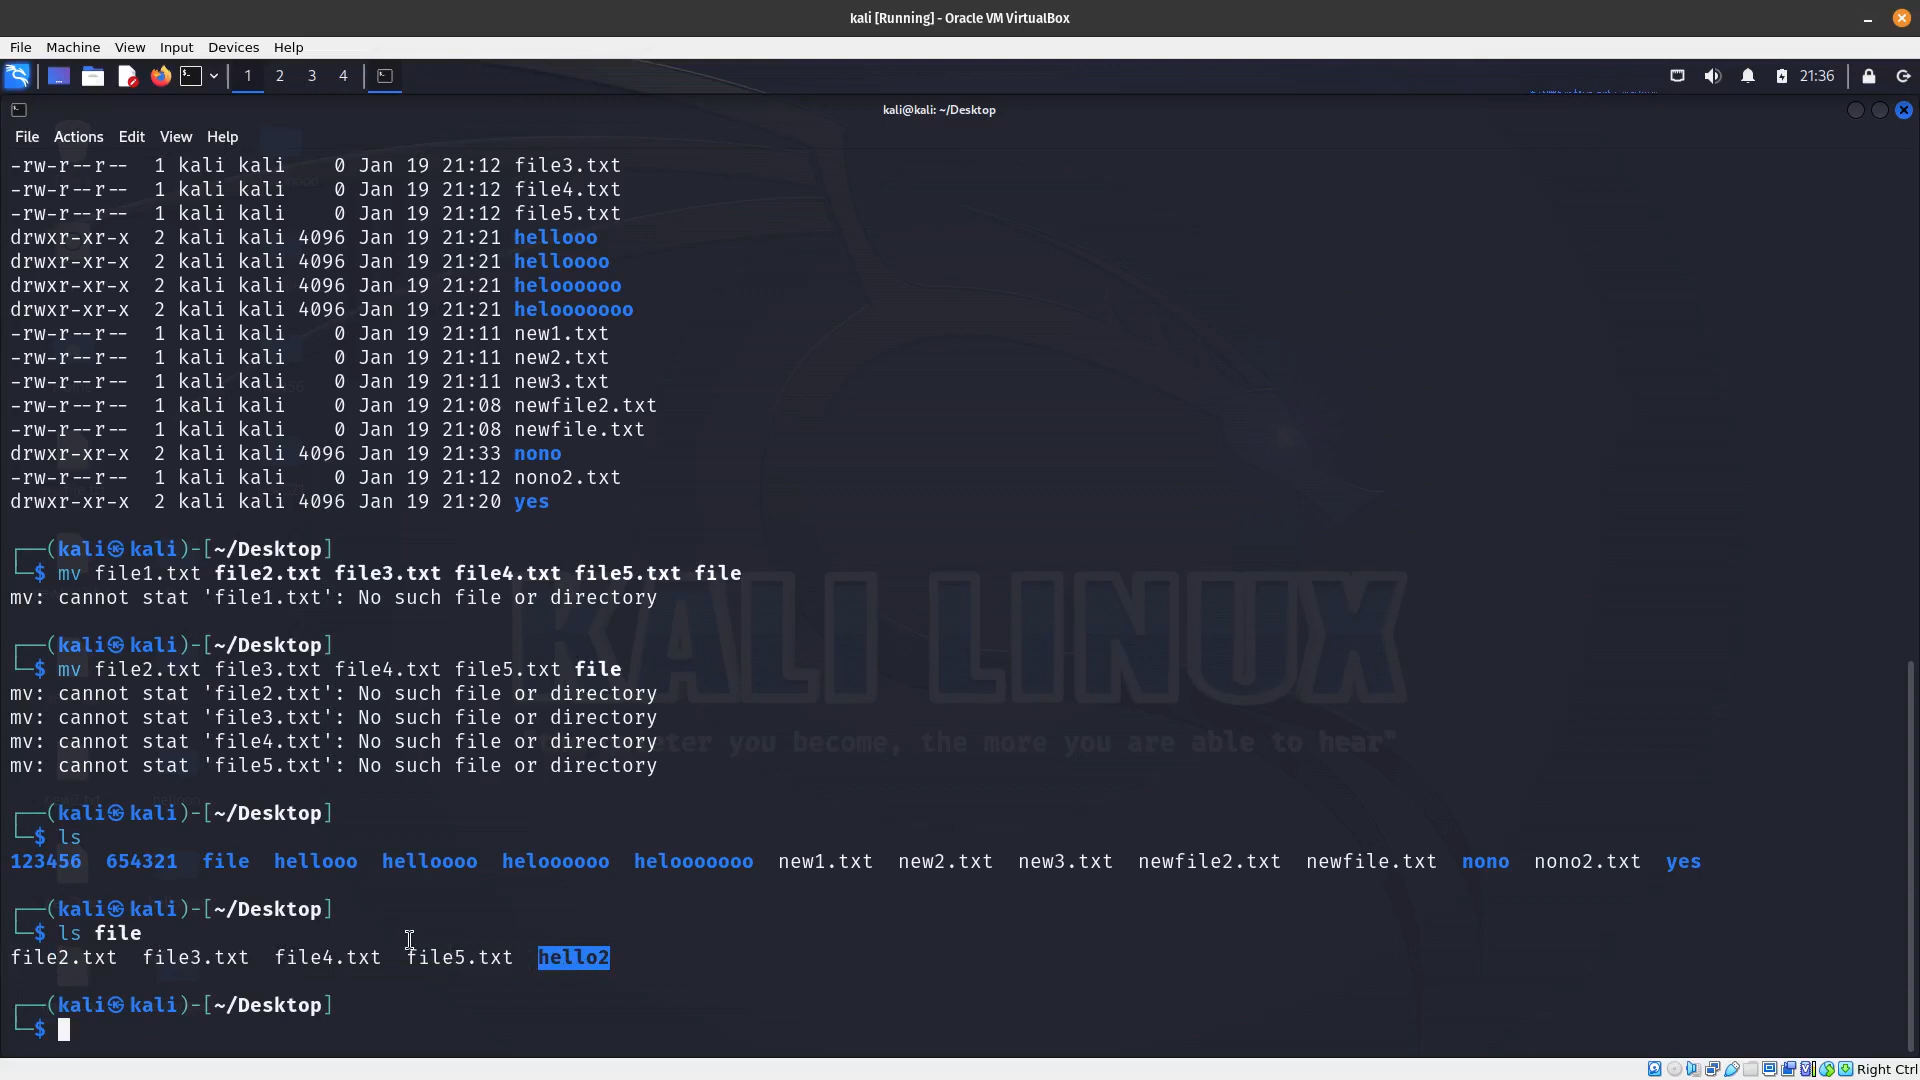 kali [Running] - Oracle VM VirtualBox
File Machine View Input Devices Help
1 2 3 4 21:36
kali@kali: ~/Desktop
File Actions Edit View Help
-rw-r--r-- 1 kali kali 0 Jan 19 21:12 file3.txt
-rw-r--r-- 1 kali kali 0 Jan 19 21:12 file4.txt
-rw-r--r-- 1 kali kali 0 Jan 19 21:12 file5.txt
drwxr-xr-x 2 kali kali 4096 Jan 19 21:21 hellooo
drwxr-xr-x 2 kali kali 4096 Jan 19 21:21 helloooo
drwxr-xr-x 2 kali kali 4096 Jan 19 21:21 heloooooo
drwxr-xr-x 2 kali kali 4096 Jan 19 21:21 helooooooo
-rw-r--r-- 1 kali kali 0 Jan 19 21:11 new1.txt
-rw-r--r-- 1 kali kali 0 Jan 19 21:11 new2.txt
-rw-r--r-- 1 kali kali 0 Jan 19 21:11 new3.txt
-rw-r--r-- 1 kali kali 0 Jan 19 21:08 newfile2.txt
-rw-r--r-- 1 kali kali 0 Jan 19 21:08 newfile.txt
drwxr-xr-x 2 kali kali 4096 Jan 19 21:33 nono
-rw-r--r-- 1 kali kali 0 Jan 19 21:12 nono2.txt
drwxr-xr-x 2 kali kali 4096 Jan 19 21:20 yes
┌──(kali㉿kali)-[~/Desktop]
└─$ mv file1.txt file2.txt file3.txt file4.txt file5.txt file
mv: cannot stat 'file1.txt': No such file or directory
KALI LINUX
┌──(kali㉿kali)-[~/Desktop]
└─$ mv file2.txt file3.txt file4.txt file5.txt file
mv: cannot stat 'file2.txt': No such file or directory
mv: cannot stat 'file3.txt': No such file or directory
mv: cannot stat 'file4.txt': No such file or directory
you become, the more you are able to hear"
mv: cannot stat 'file5.txt': No such file or directory
┌──(kali㉿kali)-[~/Desktop]
└─$ ls
123456 654321 file hellooo helloooo heloooooo helooooooo new1.txt new2.txt new3.txt newfile2.txt newfile.txt nono nono2.txt yes
┌──(kali㉿kali)-[~/Desktop]
└─$ ls file
file2.txt file3.txt file4.txt file5.txt hello2
┌──(kali㉿kali)-[~/Desktop]
└─$
Right Ctrl